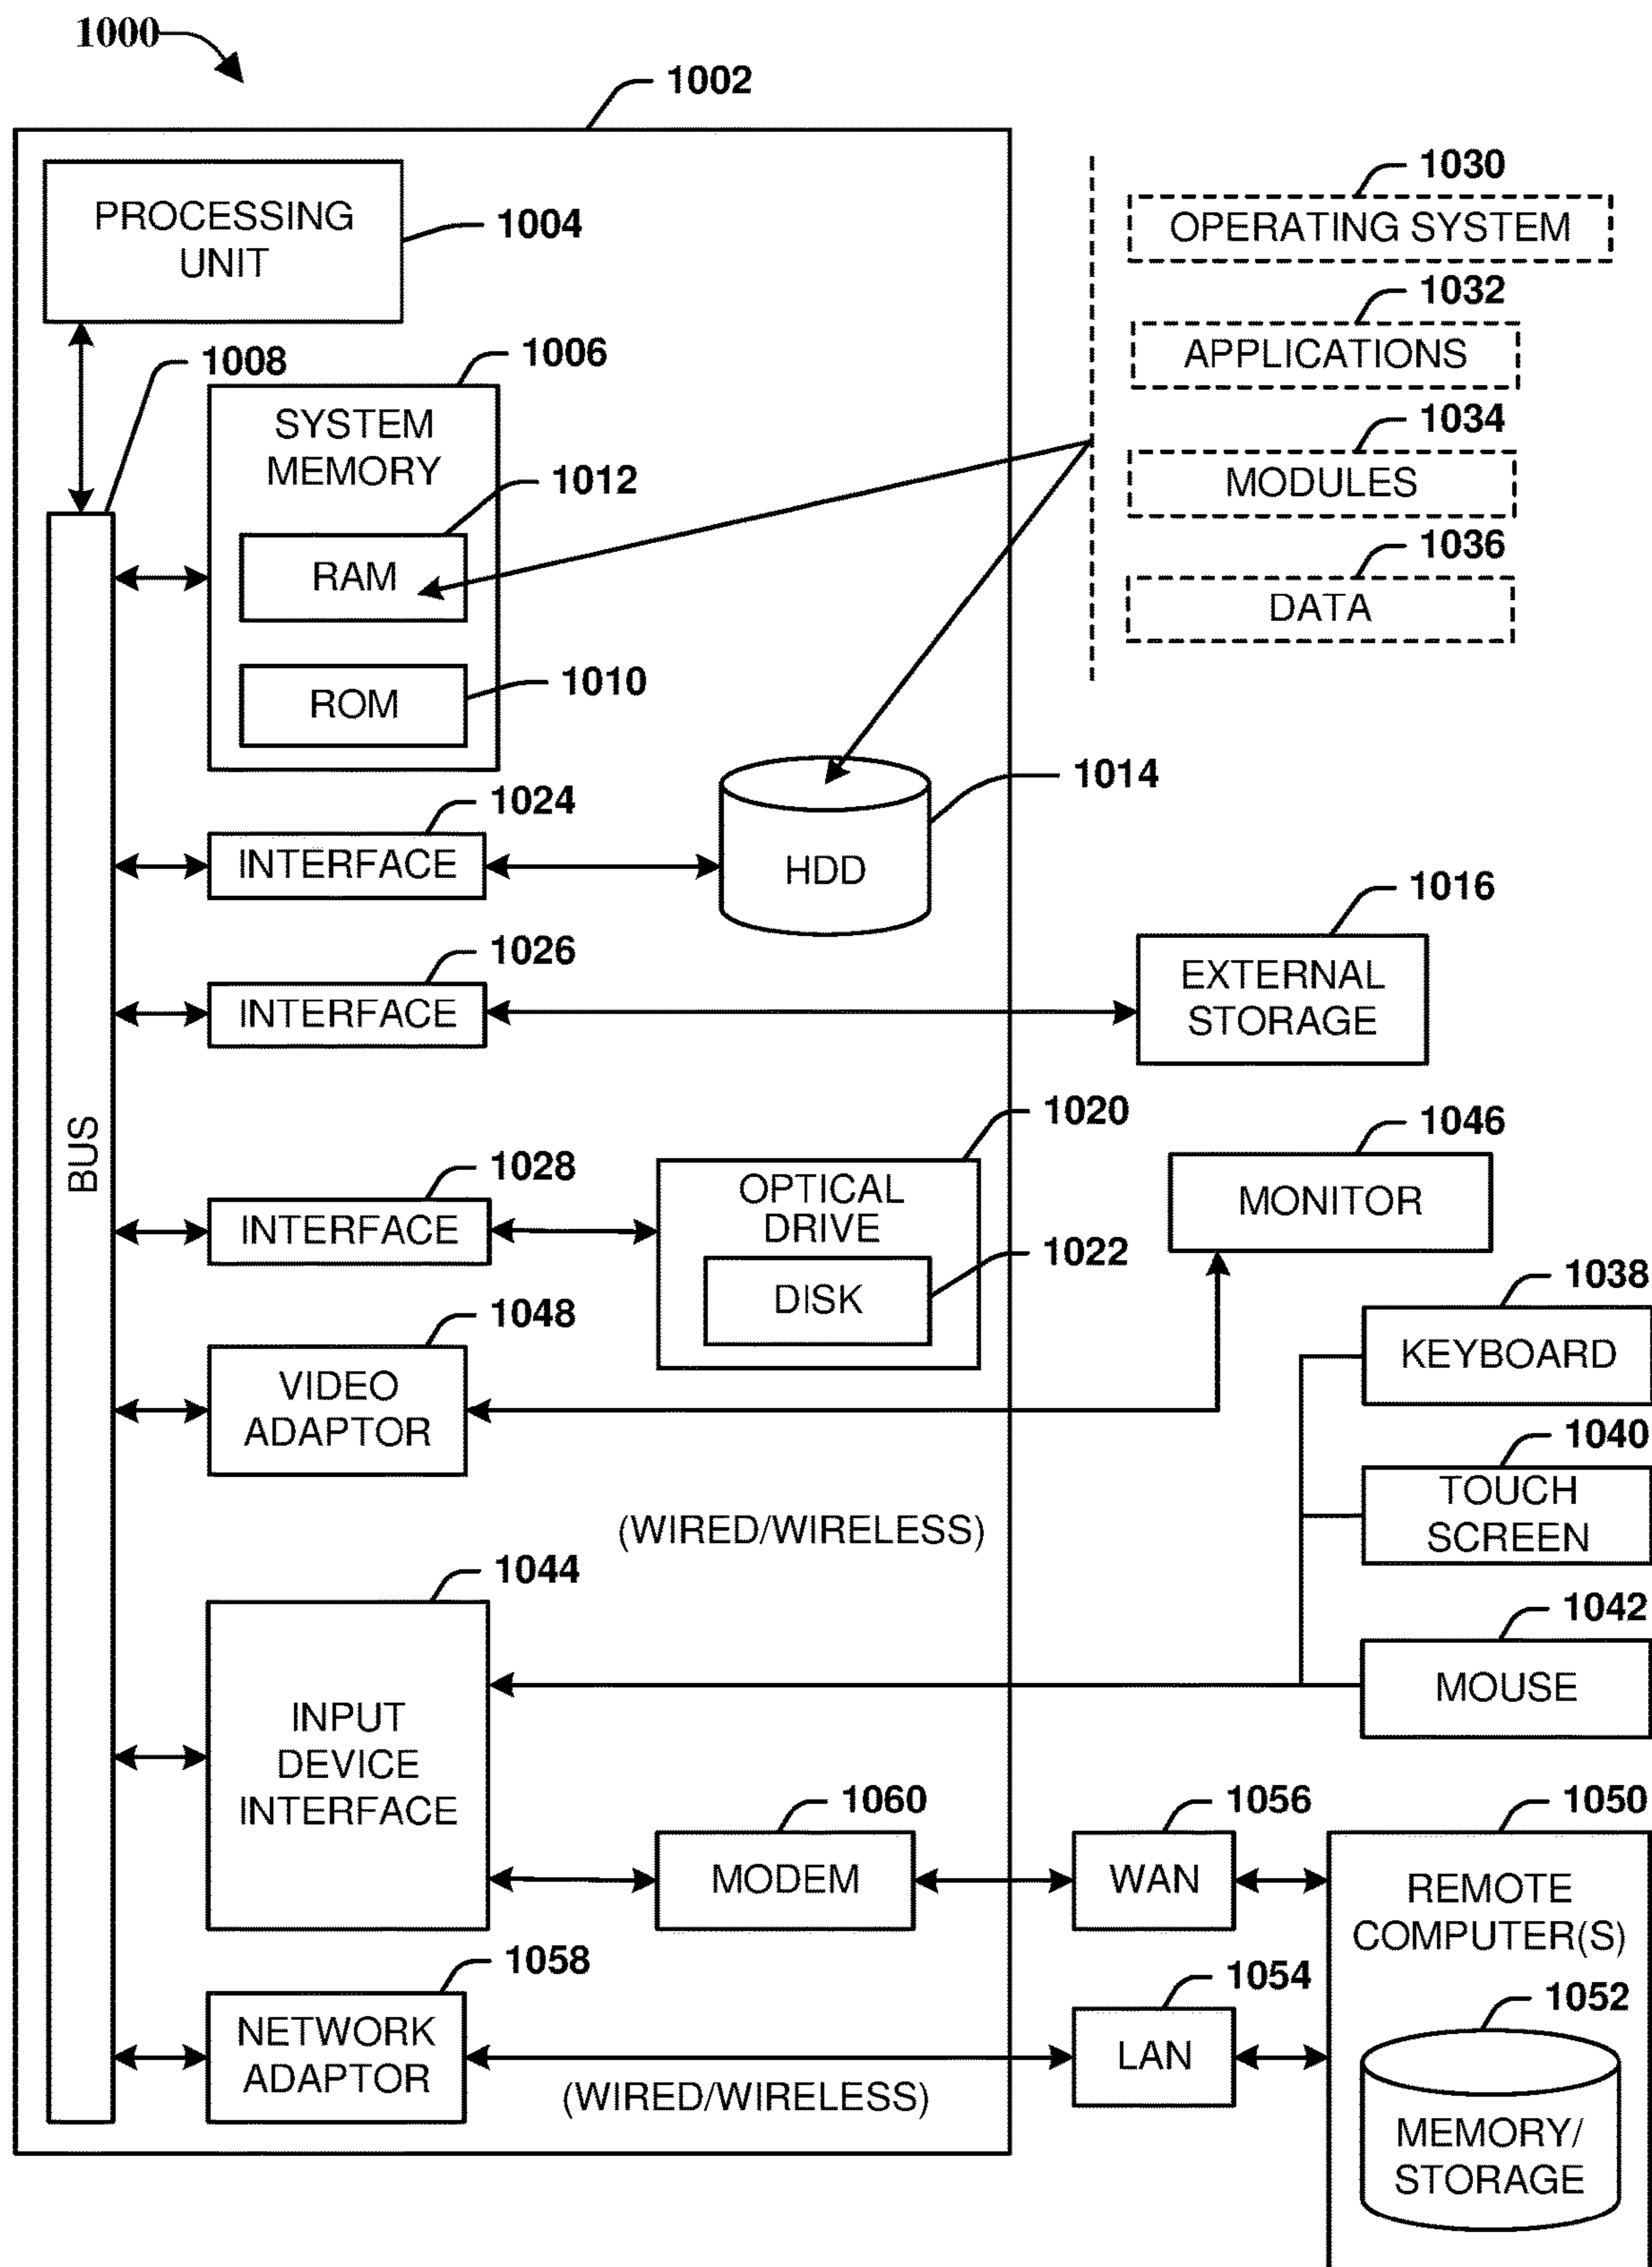 1000
1002
PROCESSING
UNIT
1004
1030
OPERATING SYSTEM
1032
APPLICATIONS
1034
MODULES
1036
DATA
1008
1006
SYSTEM
MEMORY
1012
RAM
1010
ROM
1014
HDD
1024
INTERFACE
1016
EXTERNAL
STORAGE
1026
INTERFACE
BUS
1020
OPTICAL
DRIVE
1022
DISK
1028
INTERFACE
1046
MONITOR
1048
VIDEO
ADAPTOR
1038
KEYBOARD
1040
TOUCH
SCREEN
(WIRED/WIRELESS)
1042
MOUSE
1044
INPUT
DEVICE
INTERFACE
1060
MODEM
1056
WAN
1050
REMOTE
COMPUTER(S)
1058
NETWORK
ADAPTOR
(WIRED/WIRELESS)
1054
LAN
1052
MEMORY/
STORAGE